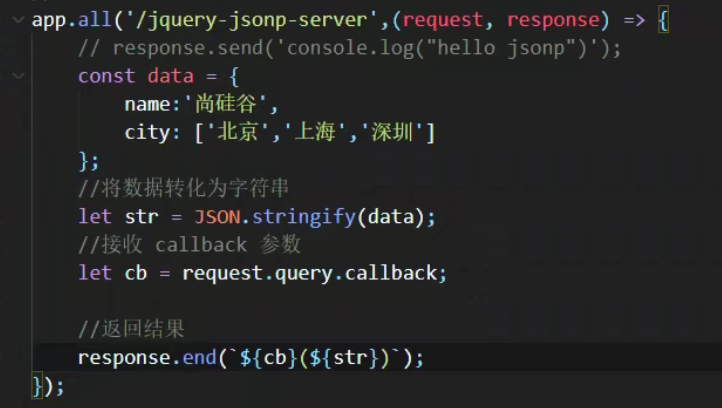 app.all('/jquery-jsonp-server',(request, response) => {
    // response.send('console.log("hello jsonp")');
    const data = {
        name:'尚硅谷',
        city: ['北京','上海','深圳']
    };
    //将数据转化为字符串
    let str = JSON.stringify(data);
    //接收 callback 参数
    let cb = request.query.callback;

    //返回结果
    response.end(`${cb}(${str})`);
});